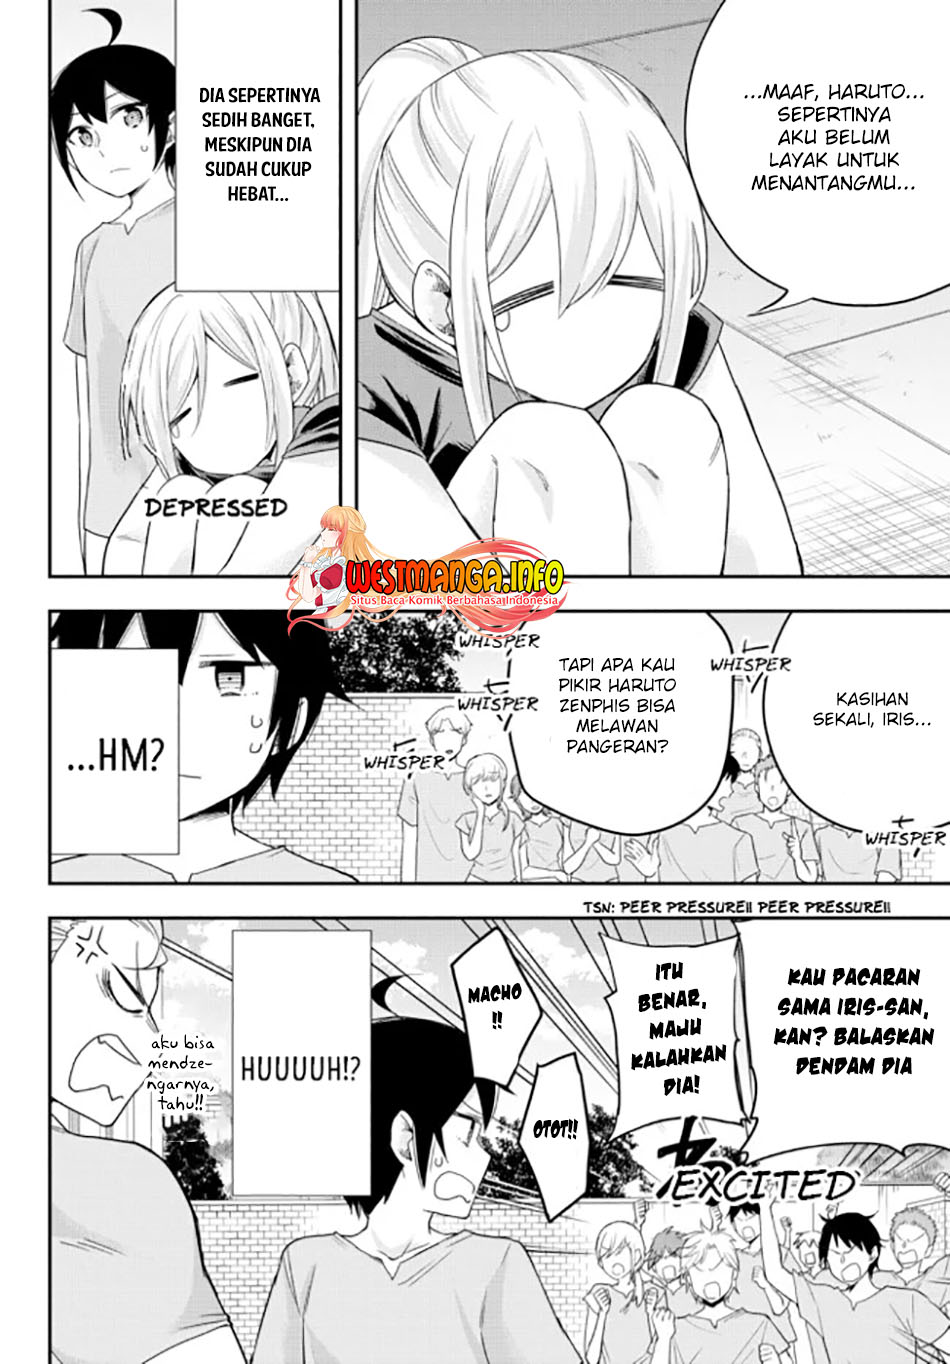 ...MAAF, HARUTO...
SEPERTINYA
AKU BELUM
LAYAK UNTUK
MENANTANGMU...
DIA SEPERTINYA
SEDIH BANGET,
MESKIPUN DIA
SUDAH CUKUP
HEBAT...
DEPRESSED
WESTMANGA.INFO
Situs Baca Komik Berbahasa Indonesia
KASIHAN
SEKALI, IRIS...
WHISPER
WHISPER
TAPI APA KAU
PIKIR HARUTO
ZENPHIS BISA
MELAWAN
PANGERAN?
WHISPER
WHISPER
WHISPER
...HM?
TSN: PEER PRESSURE!! PEER PRESSURE!!
KAU PACARAN
SAMA IRIS-SAN,
KAN? BALASKAN
DENDAM DIA
ITU
BENAR,
MAJU
KALAHKAN
DIA!
EXCITED
MACHO
!!
OTOT!!
HUUUUH!?
aku bisa
mendze-
ngarnya,
tahu!!